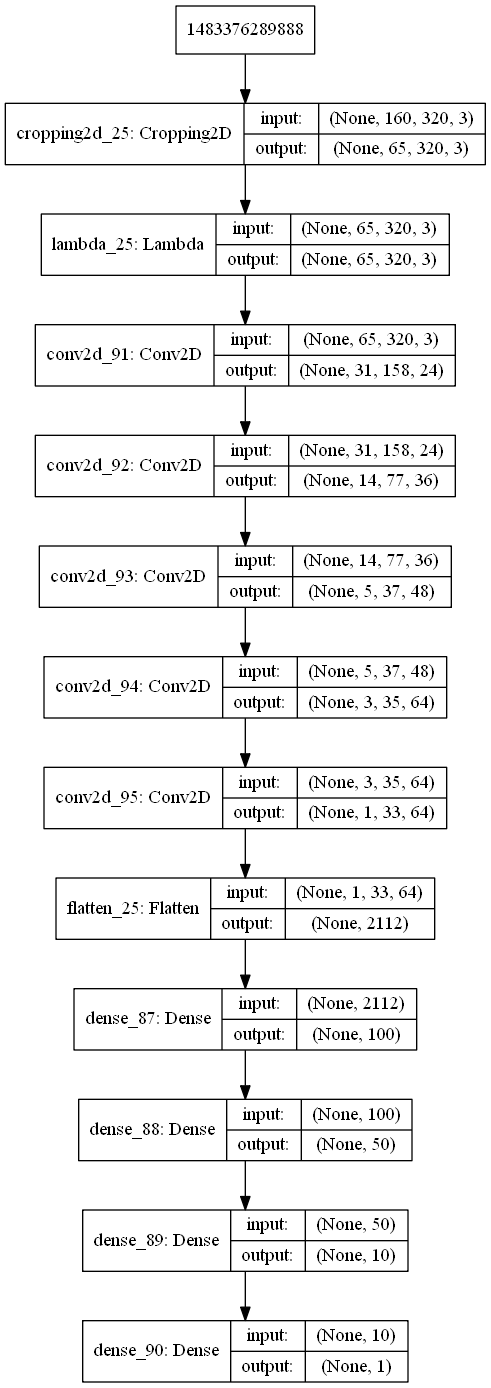 1483376289888
cropping2d_25: Cropping2D
input: (None, 160, 320, 3)
output: (None, 65, 320, 3)
lambda_25: Lambda
input: (None, 65, 320, 3)
output: (None, 65, 320, 3)
conv2d_91: Conv2D
input: (None, 65, 320, 3)
output: (None, 31, 158, 24)
conv2d_92: Conv2D
input: (None, 31, 158, 24)
output: (None, 14, 77, 36)
conv2d_93: Conv2D
input: (None, 14, 77, 36)
output: (None, 5, 37, 48)
conv2d_94: Conv2D
input: (None, 5, 37, 48)
output: (None, 3, 35, 64)
conv2d_95: Conv2D
input: (None, 3, 35, 64)
output: (None, 1, 33, 64)
flatten_25: Flatten
input: (None, 1, 33, 64)
output: (None, 2112)
dense_87: Dense
input: (None, 2112)
output: (None, 100)
dense_88: Dense
input: (None, 100)
output: (None, 50)
dense_89: Dense
input: (None, 50)
output: (None, 10)
dense_90: Dense
input: (None, 10)
output: (None, 1)